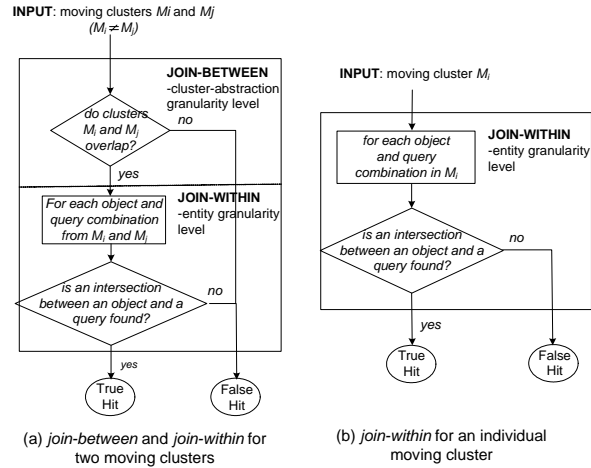 INPUT: moving clusters Mi and Mj
(Mi≠Mj)
JOIN-BETWEEN
-cluster-abstraction
granularity level
do clusters
Mi and Mj
overlap?
no
yes
JOIN-WITHIN
-entity granularity
level
For each object and
query combination
from Mi and Mj
is an intersection
between an object and a
query found?
no
yes
True
Hit
False
Hit
(a) join-between and join-within for
two moving clusters
INPUT: moving cluster Mi
JOIN-WITHIN
-entity granularity
level
for each object
and query
combination in Mi
is an intersection
between an object and a
query found?
no
yes
True
Hit
False
Hit
(b) join-within for an individual
moving cluster